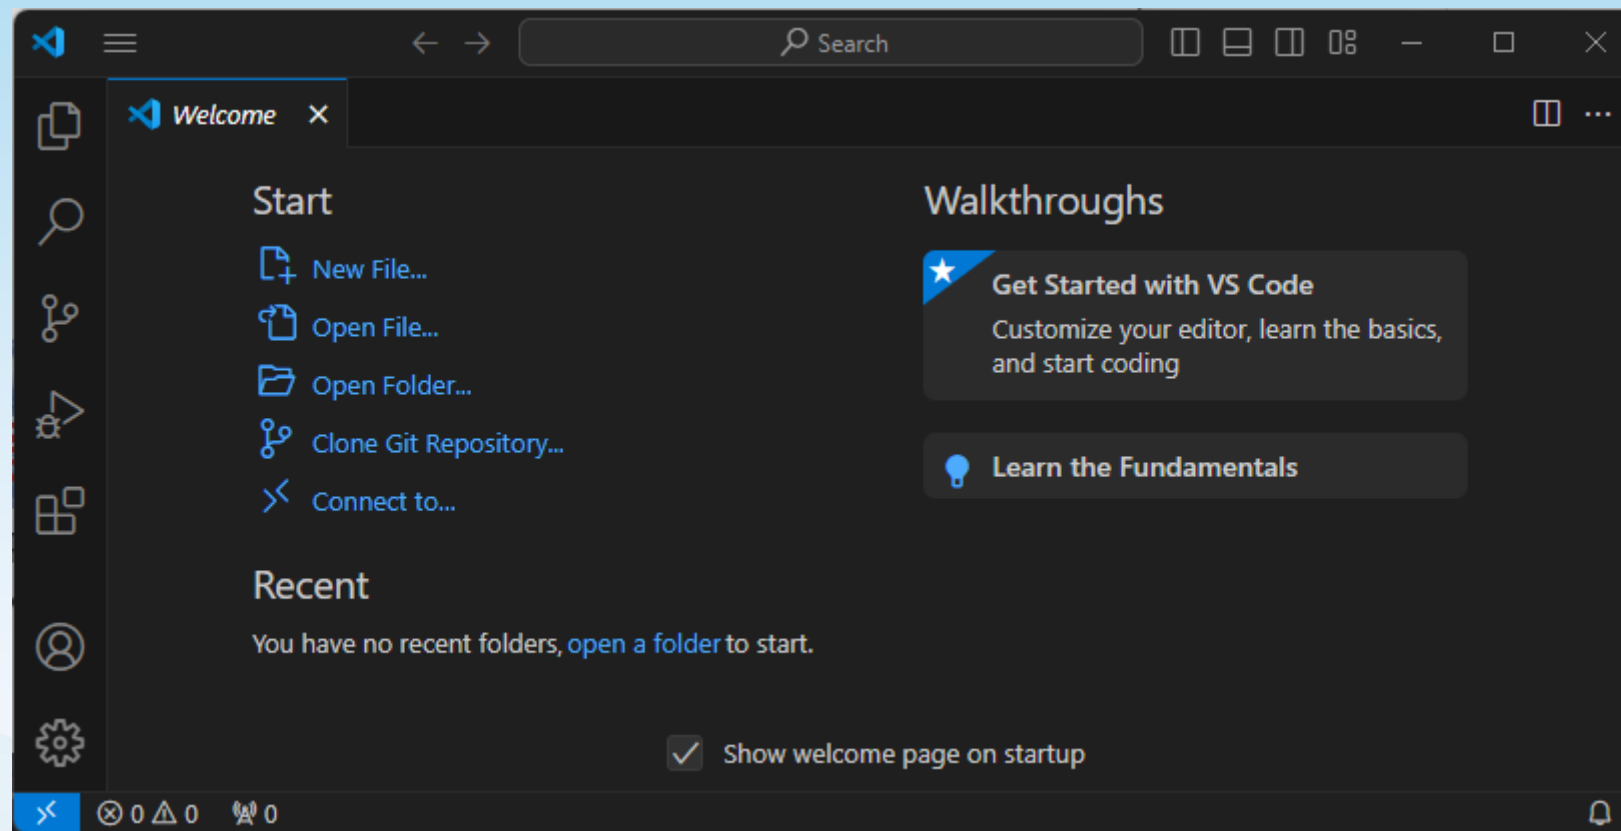 Search
Welcome
Start
New File...
Open File...
Open Folder...
Clone Git Repository...
Connect to...
Recent
You have no recent folders, open a folder to start.
Walkthroughs
Get Started with VS Code
Customize your editor, learn the basics,
and start coding
Learn the Fundamentals
Show welcome page on startup
0 0 0